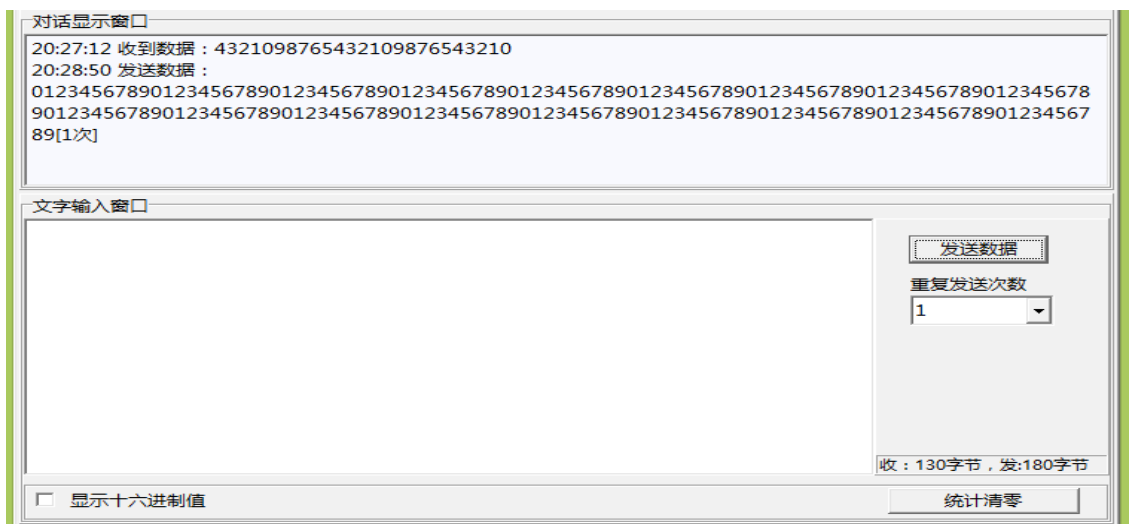 对话显示窗口
20:27:12 收到数据：4321098765432109876543210
20:28:50 发送数据：
01234567890123456789012345678901234567890123456789012345678901234567890123456789012345678
90123456789012345678901234567890123456789012345678901234567890123456789012345678901234567
89[1次]
文字输入窗口
发送数据
重复发送次数
1
收：130字节，发:180字节
显示十六进制值
统计清零